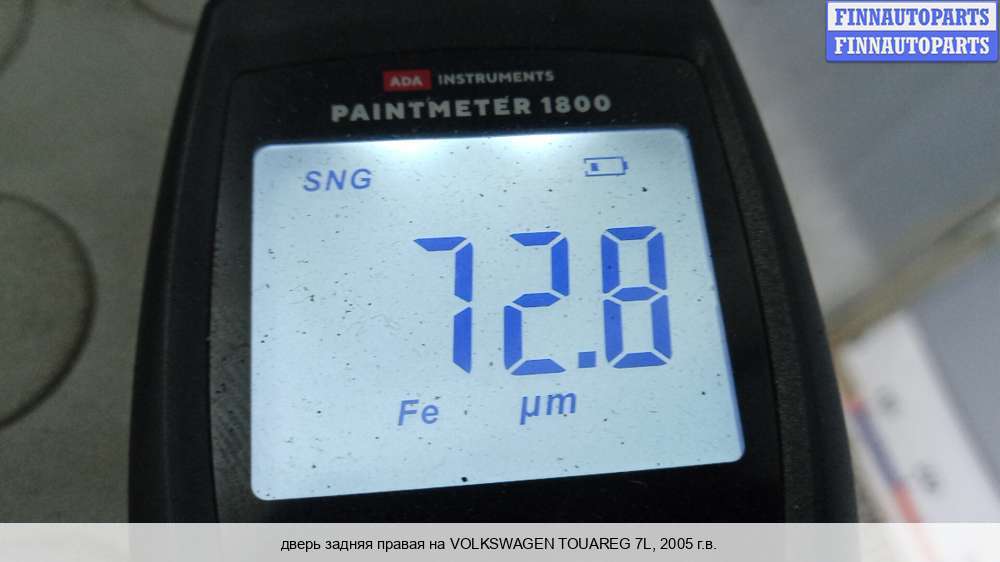 FINNAUTOPARTS
FINNAUTOPARTS
ADA INSTRUMENTS
PAINTMETER 1800
SNG
72.8
Fe µm
дверь задняя правая на VOLKSWAGEN TOUAREG 7L, 2005 г.в.